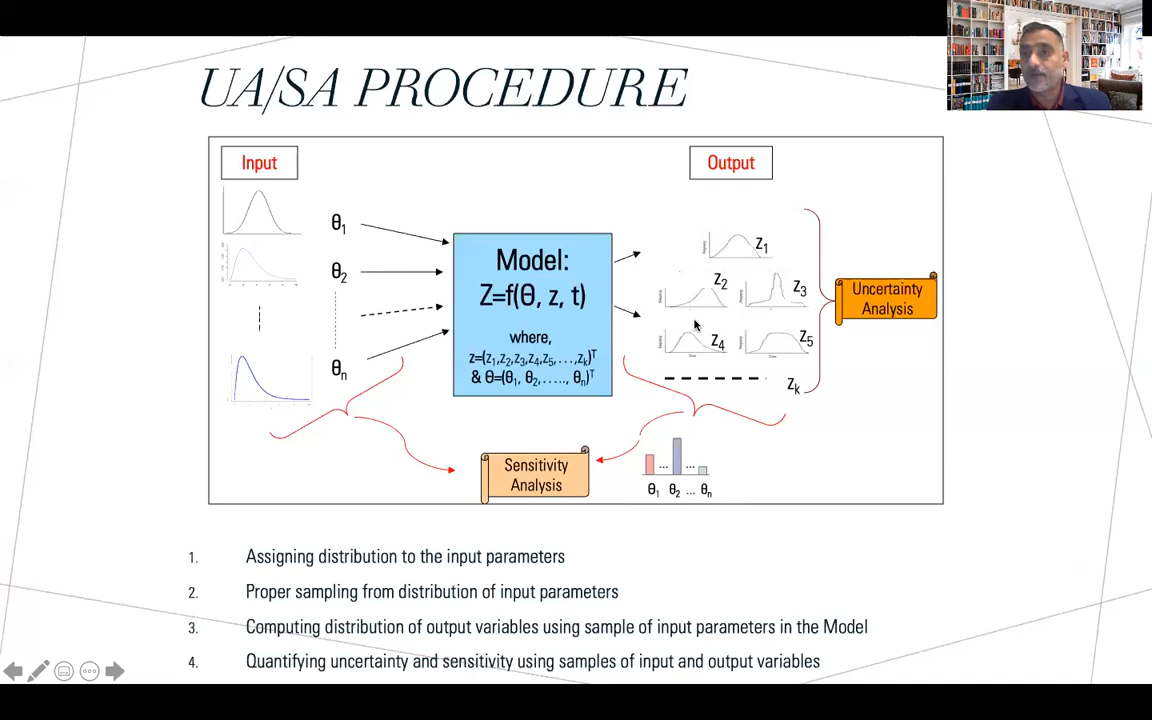 UA/SA PROCEDURE
Input
Output
θ1
θ2
θn
Model:
Z=f(θ, z, t)
where,
z=(z1,z2,z3,z4,z5,...,zk)T
& Θ=(θ1, θ2,....., θn)T
z1
z2
z3
z4
z5
zk
Uncertainty
Analysis
Sensitivity
Analysis
... ...
θ1 θ2 ... θn
1. Assigning distribution to the input parameters
2. Proper sampling from distribution of input parameters
3. Computing distribution of output variables using sample of input parameters in the Model
4. Quantifying uncertainty and sensitivity using samples of input and output variables